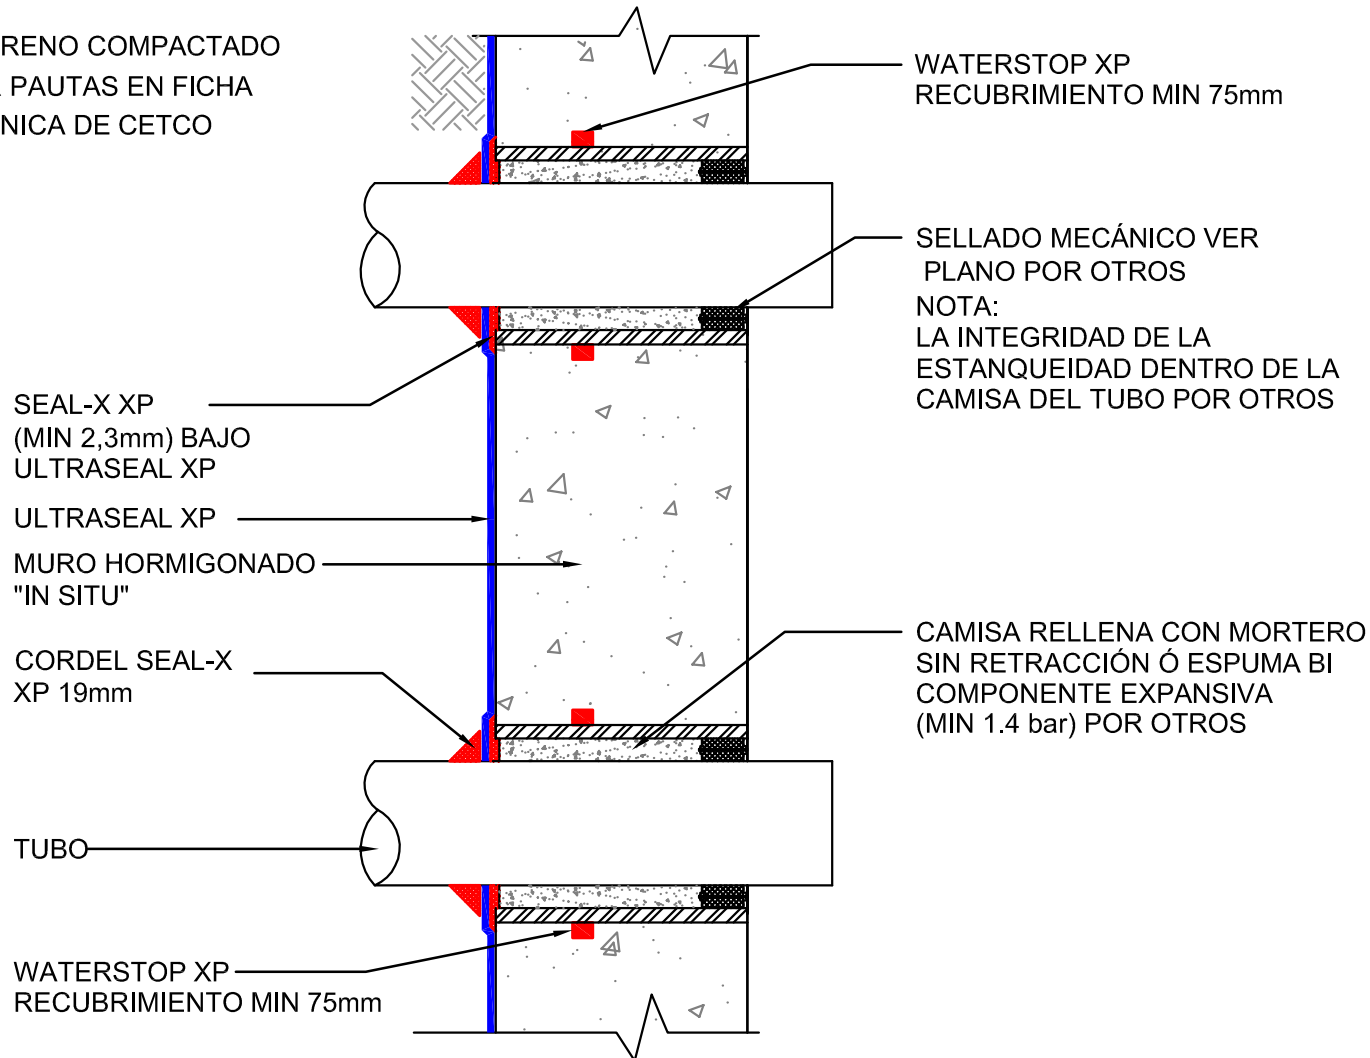 RENO COMPACTADO
PAUTAS EN FICHA
NICA DE CETCO
WATERSTOP XP
RECUBRIMIENTO MIN 75mm
SELLADO MECÁNICO VER
PLANO POR OTROS
NOTA:
LA INTEGRIDAD DE LA
ESTANQUEIDAD DENTRO DE LA
CAMISA DEL TUBO POR OTROS
SEAL-X XP
(MIN 2,3mm) BAJO
ULTRASEAL XP
ULTRASEAL XP
MURO HORMIGONADO
"IN SITU"
CORDEL SEAL-X
XP 19mm
CAMISA RELLENA CON MORTERO
SIN RETRACCIÓN Ó ESPUMA BI
COMPONENTE EXPANSIVA
(MIN 1.4 bar) POR OTROS
TUBO
WATERSTOP XP
RECUBRIMIENTO MIN 75mm